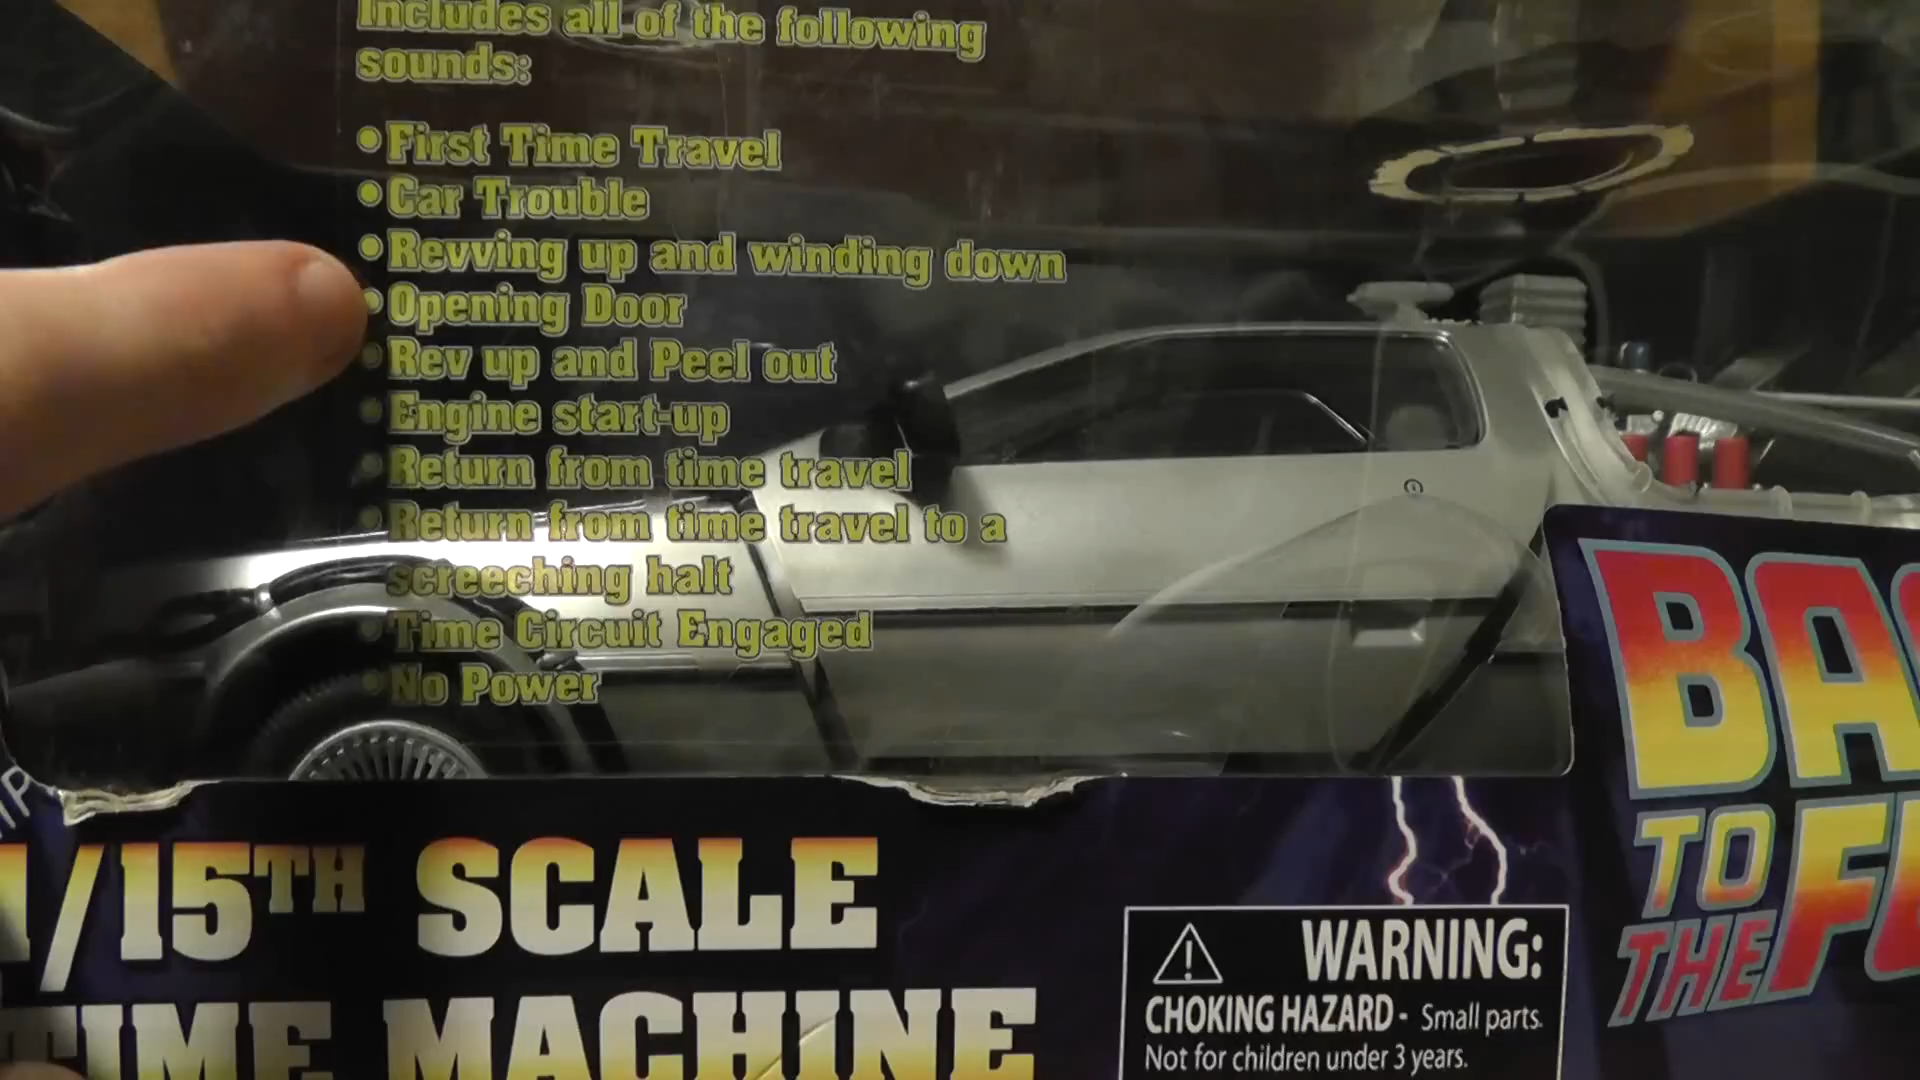 Includes all of the following
sounds:
•First Time Travel
•Car Trouble
•Revving up and winding down
•Opening Door
•Rev up and Peel out
•Engine start-up
•Return from time travel
•Return from time travel to a
screeching halt
•Time Circuit Engaged
•No Power
1/15TH SCALE
TIME MACHINE
WARNING:
CHOKING HAZARD - Small parts.
Not for children under 3 years.
TO
THE